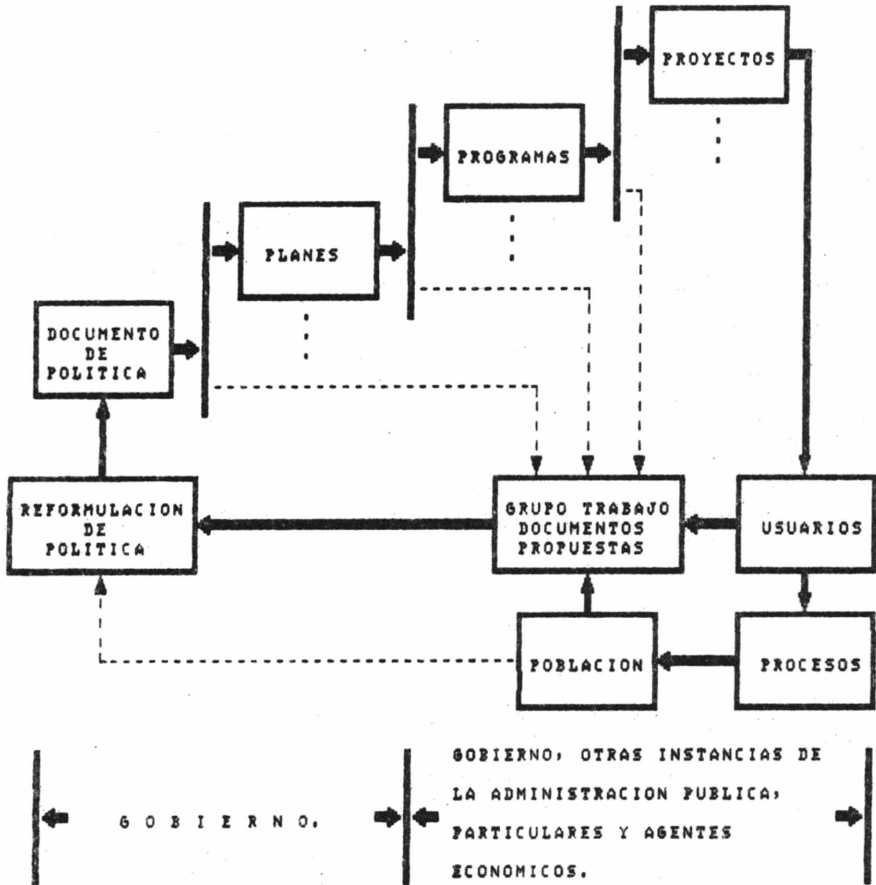 PROYECTOS
PROGRAMAS
PLANES
DOCUMENTO
DE
POLITICA
REFORMULACION
DE
POLITICA
GRUPO TRABAJO
DOCUMENTOS
PROPUESTAS
USUARIOS
POBLACION
PROCESOS
G O B I E R N O.
GOBIERNO, OTRAS INSTANCIAS DE
LA ADMINISTRACION PUBLICA,
PARTICULARES Y AGENTES
ECONOMICOS.